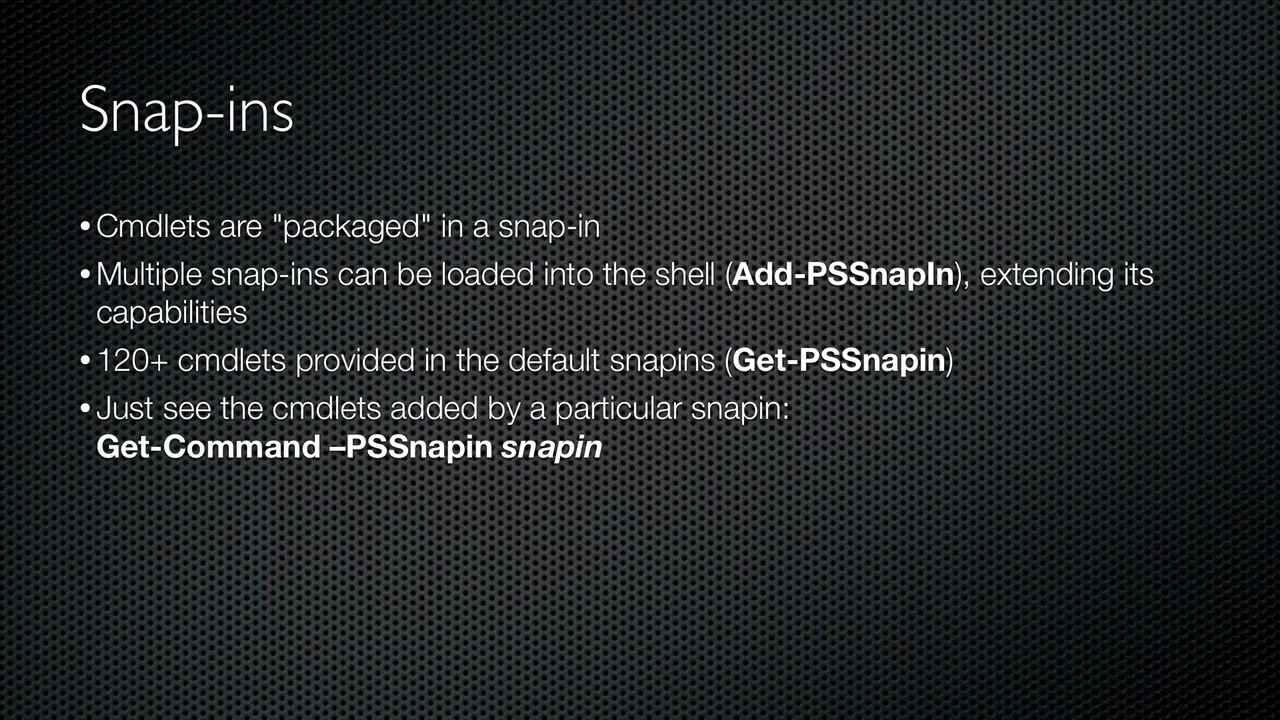 Snap-ins
• Cmdlets are "packaged" in a snap-in
• Multiple snap-ins can be loaded into the shell (Add-PSSnapIn), extending its
capabilities
• 120+ cmdlets provided in the default snapins (Get-PSSnapin)
• Just see the cmdlets added by a particular snapin:
Get-Command –PSSnapin snapin